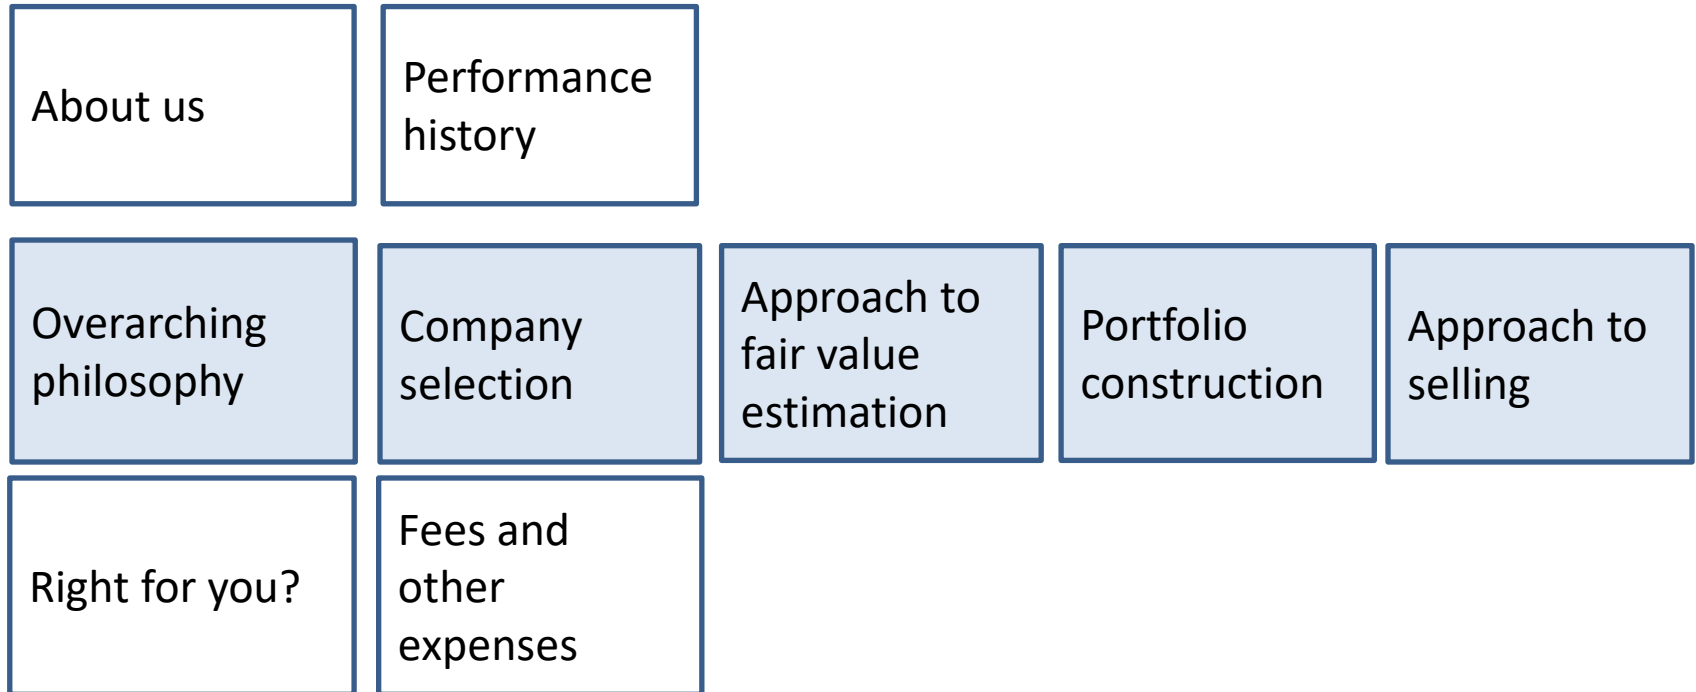 About us
Performance
history
Overarching
philosophy
Company
selection
Approach to
fair value
estimation
Portfolio
construction
Approach to
selling
Right for you?
Fees and
other
expenses